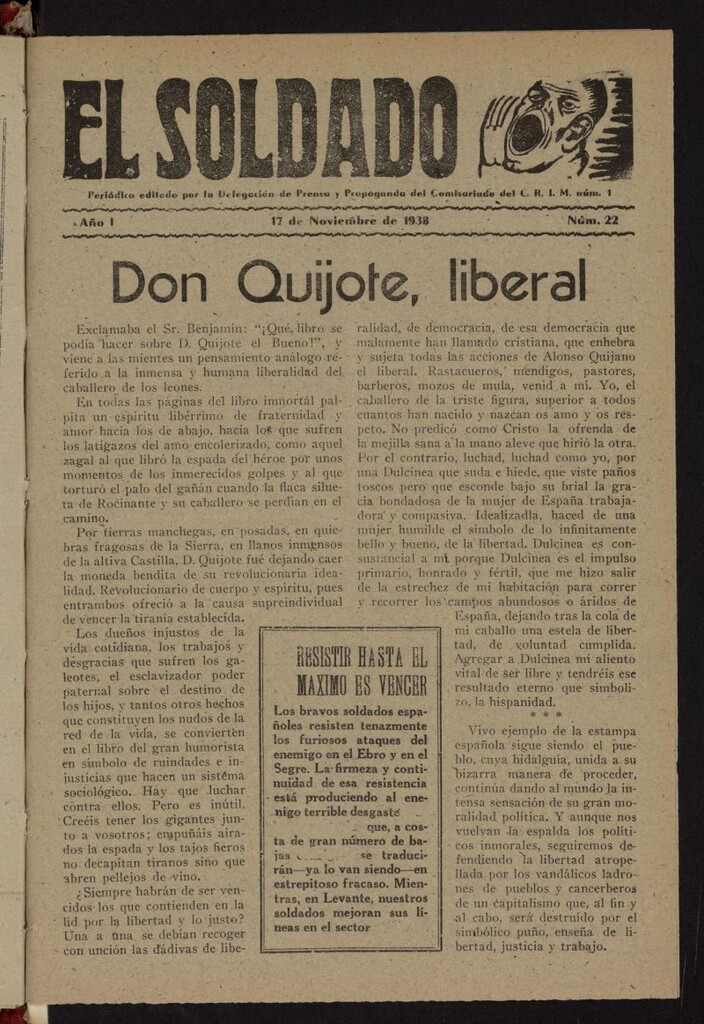 EL SOLDADO
Periódico editado por la Delegación de Prensa y Propaganda del Comisariado del C. R. I. M. núm. 1
Año I
17 de Noviembre de 1938
Núm. 22
Don Quijote, liberal
Exclamaba el Sr. Benjamín: "¡Qué libro se
podía hacer sobre D. Quijote el Bueno!", y
viene a las mientes un pensamiento análogo re-
ferido a la inmensa y humana liberalidad del
caballero de los leones.
En todas las páginas del libro inmortal pal-
pita un espíritu libérrimo de fraternidad y
amor hacia los de abajo, hacia los que sufren
los latigazos del amo encolerizado, como aquel
zagal al que libró la espada del héroe por unos
momentos de los inmerecidos golpes y al que
torturó el palo del gañán cuando la flaca silue-
ta de Rocinante y su caballero se perdían en el
camino.
Por tierras manchegas, en posadas, en quie-
bras fragosas de la Sierra, en llanos inmensos
de la altiva Castilla, D. Quijote fué dejando caer
la moneda bendita de su revolucionaria idea-
lidad. Revolucionario de cuerpo y espíritu, pues
entrambos ofreció a la causa supreindividual
de vencer la tiranía establecida.
Los dueños injustos de la
vida cotidiana, los trabajos y
desgracias que sufren los ga-
leotes, el esclavizador poder
paternal sobre el destino de
los hijos, y tantos otros hechos
que constituyen los nudos de la
red de la vida, se convierten
en el libro del gran humorista
en símbolo de ruindades e in-
justicias que hacen un sistema
sociológico. Hay que luchar
contra ellos. Pero es inútil.
Creéis tener los gigantes jun-
to a vosotros; empuñáis aira-
dos la espada y los tajos fieros
no decapitan tiranos sino que
abren pellejos de vino.
¿Siempre habrán de ser ven-
cidos los que contienden en la
lid por la libertad y lo justo?
Una a una se debían recoger
con unción las dádivas de libe-
ralidad, de democracia, de esa democracia que
malamente han llamado cristiana, que enhebra
y sujeta todas las acciones de Alonso Quijano
el liberal. Rastacueros, mendigos, pastores,
barberos, mozos de mula, venid a mí. Yo, el
caballero de la triste figura, superior a todos
cuantos han nacido y nazcan os amo y os res-
peto. No predicó como Cristo la ofrenda de
la mejilla sana a la mano aleve que hirió la otra.
Por el contrario, luchad, luchad como yo, por
una Dulcinea que suda e hiede, que viste paños
toscos pero que esconde bajo su brial la gra-
cia bondadosa de la mujer de España trabaja-
dora y compasiva. Idealizadla, haced de una
mujer humilde el símbolo de lo infinitamente
bello y bueno, de la libertad. Dulcinea es con-
sustancial a mí porque Dulcinea es el impulso
primario, honrado y fértil, que me hizo salir
de la estrechez de mi habitación para correr
y recorrer los campos abundosos o áridos de
España, dejando tras la cola de
mi caballo una estela de liber-
tad, de voluntad cumplida.
Agregar a Dulcinea mi aliento
vital de ser libre y tendréis ese
resultado eterno que simboli-
zo, la hispanidad.
* * *
Vivo ejemplo de la estampa
española sigue siendo el pue-
blo, cuya hidalguía, unida a su
bizarra manera de proceder,
continúa dando al mundo la in-
tensa sensación de su gran mo-
ralidad política. Y aunque nos
vuelvan la espalda los políti-
cos inmorales, seguiremos de-
fendiendo la libertad atrope-
llada por los vandálicos ladro-
nes de pueblos y cancerberos
de un capitalismo que, al fin y
al cabo, será destruido por el
simbólico puño, enseña de li-
bertad, justicia y trabajo.
RESISTIR HASTA EL
MAXIMO ES VENCER
Los bravos soldados espa-
ñoles resisten tenazmente
los furiosos ataques del
enemigo en el Ebro y en el
Segre. La firmeza y conti-
nuidad de esa resistencia
está produciendo al ene-
nigo terrible desgaste
que, a cos-
ta de gran número de ba-
jas se traduci-
rán—ya lo van siendo—en
estrepitoso fracaso. Mien-
tras, en Levante, nuestros
soldados mejoran sus lí-
neas en el sector